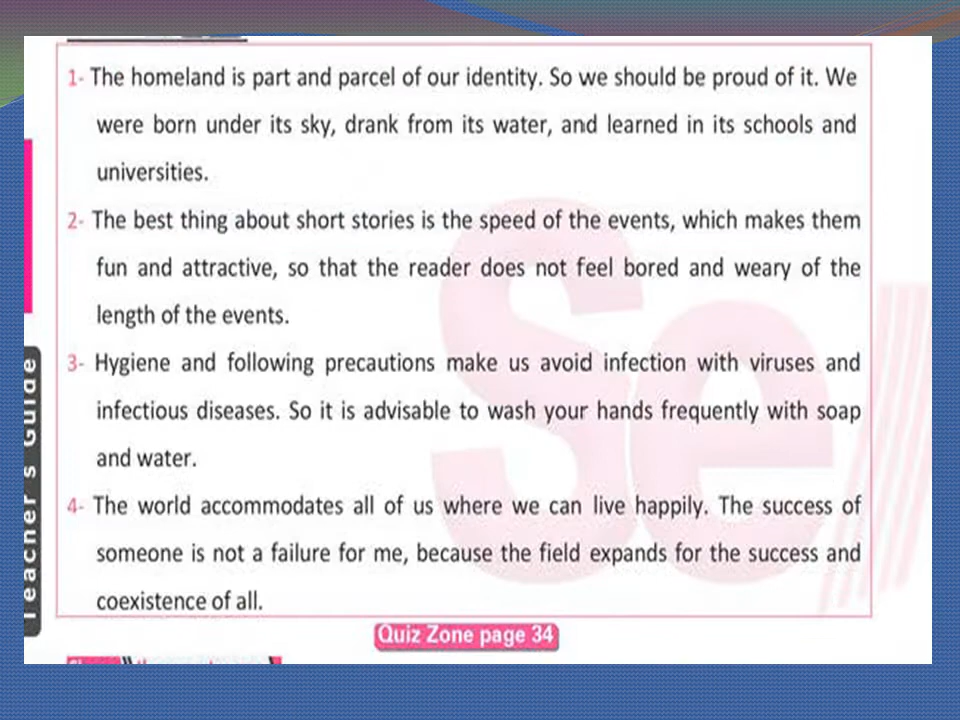 1- The homeland is part and parcel of our identity. So we should be proud of it. We
were born under its sky, drank from its water, and learned in its schools and
universities.
2- The best thing about short stories is the speed of the events, which makes them
fun and attractive, so that the reader does not feel bored and weary of the
length of the events.
3- Hygiene and following precautions make us avoid infection with viruses and
infectious diseases. So it is advisable to wash your hands frequently with soap
and water.
4- The world accommodates all of us where we can live happily. The success of
someone is not a failure for me, because the field expands for the success and
coexistence of all.
Quiz Zone page 34
Teacher's Guide
Se